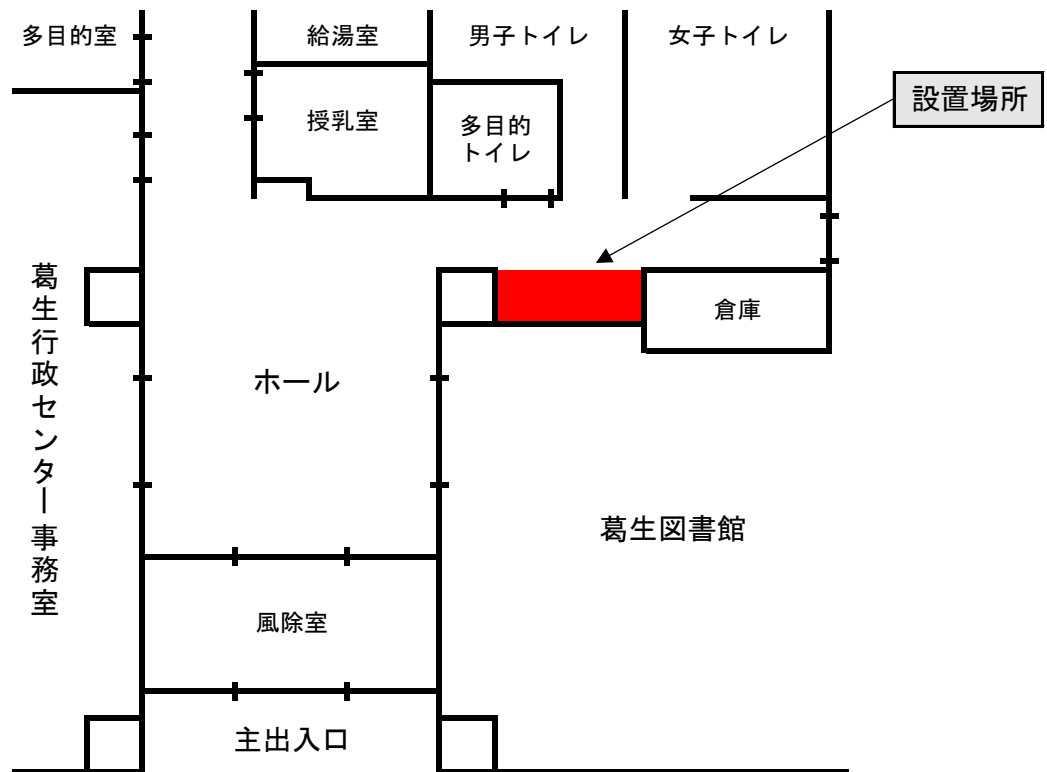 多目的室
給湯室
男子トイレ
女子トイレ
設置場所
授乳室
多目的
トイレ
葛生行政センター事務室
倉庫
ホール
葛生図書館
風除室
主出入口